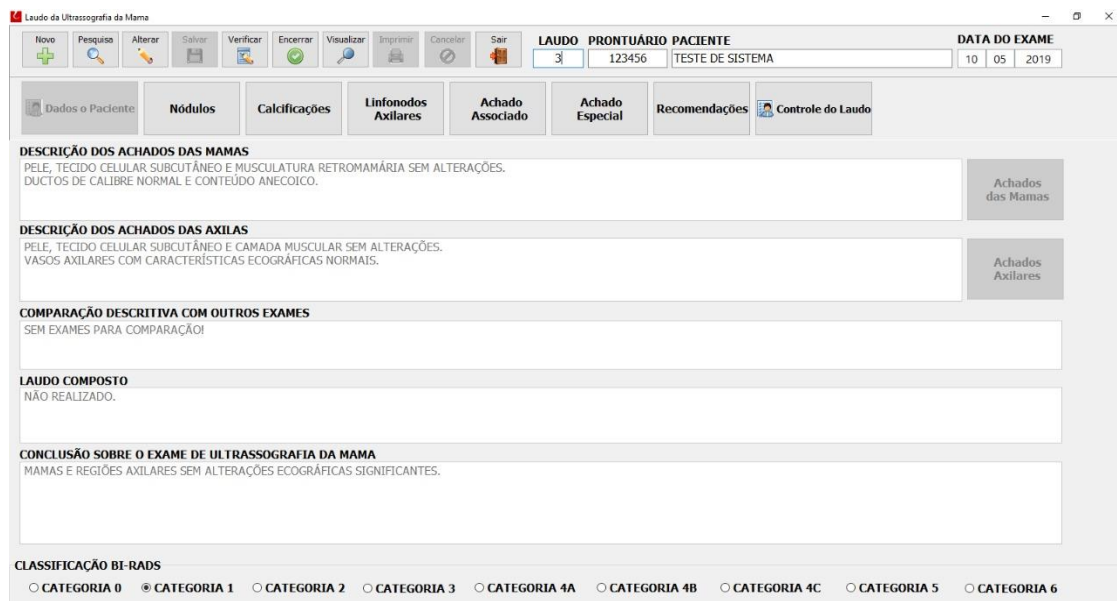 Laudo da Ultrassografia da Mama
Novo Pesquisa Alterar Salvar Verificar Encerrar Visualizar Imprimir Cancelar Sair
LAUDO PRONTUÁRIO PACIENTE DATA DO EXAME
3 123456 TESTE DE SISTEMA 10 05 2019
Dados o Paciente Nódulos Calcificações Linfonodos Axilares Achado Associado Achado Especial Recomendações Controle do Laudo
DESCRIÇÃO DOS ACHADOS DAS MAMAS
PELE, TECIDO CELULAR SUBCUTÂNEO E MUSCULATURA RETROMAMÁRIA SEM ALTERAÇÕES.
DUCTOS DE CALIBRE NORMAL E CONTEÚDO ANECOICO.
Achados
das Mamas
DESCRIÇÃO DOS ACHADOS DAS AXILAS
PELE, TECIDO CELULAR SUBCUTÂNEO E CAMADA MUSCULAR SEM ALTERAÇÕES.
VASOS AXILARES COM CARACTERÍSTICAS ECOGRÁFICAS NORMAIS.
Achados
Axilares
COMPARAÇÃO DESCRITIVA COM OUTROS EXAMES
SEM EXAMES PARA COMPARAÇÃO!
LAUDO COMPOSTO
NÃO REALIZADO.
CONCLUSÃO SOBRE O EXAME DE ULTRASSOGRAFIA DA MAMA
MAMAS E REGIÕES AXILARES SEM ALTERAÇÕES ECOGRÁFICAS SIGNIFICANTES.
CLASSIFICAÇÃO BI-RADS
CATEGORIA 0 CATEGORIA 1 CATEGORIA 2 CATEGORIA 3 CATEGORIA 4A CATEGORIA 4B CATEGORIA 4C CATEGORIA 5 CATEGORIA 6